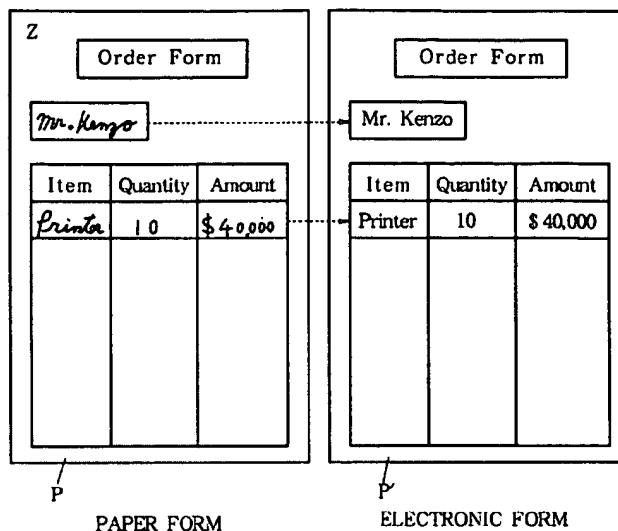 Z
Order Form
Mr. Kenzo
Item Quantity Amount
Printer 10 $40,000
P
PAPER FORM
Order Form
Mr. Kenzo
Item Quantity Amount
Printer 10 $40,000
P'
ELECTRONIC FORM